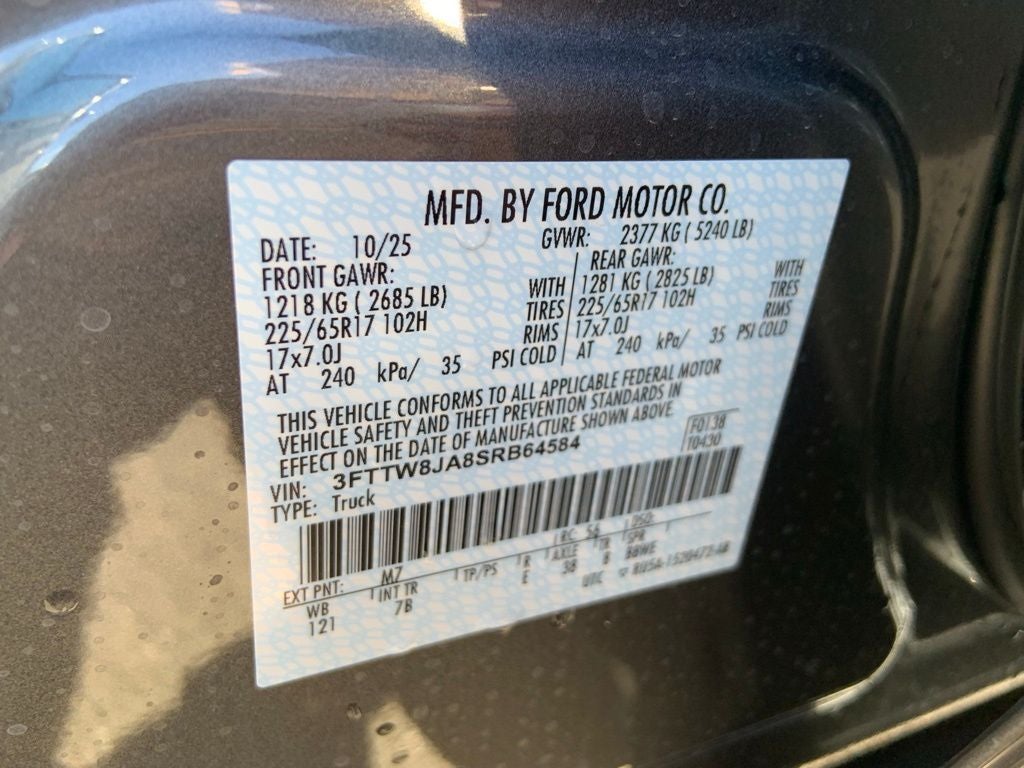 MFD. BY FORD MOTOR CO.
DATE: 10/25 GVWR: 2377 KG ( 5240 LB)
FRONT GAWR: REAR GAWR:
1218 KG ( 2685 LB) WITH 1281 KG ( 2825 LB) WITH
225/65R17 102H TIRES 225/65R17 102H TIRES
17x7.0J RIMS 17x7.0J RIMS
AT 240 kPa/ 35 PSI COLD AT 240 kPa/ 35 PSI COLD
THIS VEHICLE CONFORMS TO ALL APPLICABLE FEDERAL MOTOR
VEHICLE SAFETY AND THEFT PREVENTION STANDARDS IN
EFFECT ON THE DATE OF MANUFACTURE SHOWN ABOVE.
F0138
T0430
VIN: 3FTTW8JA8SRB64584
TYPE: Truck
EXT PNT: M7 RC: 56 DSO:
WB INT TR TP/PS R AXLE TR SPR
121 7B E 38 B BBWE
UTC